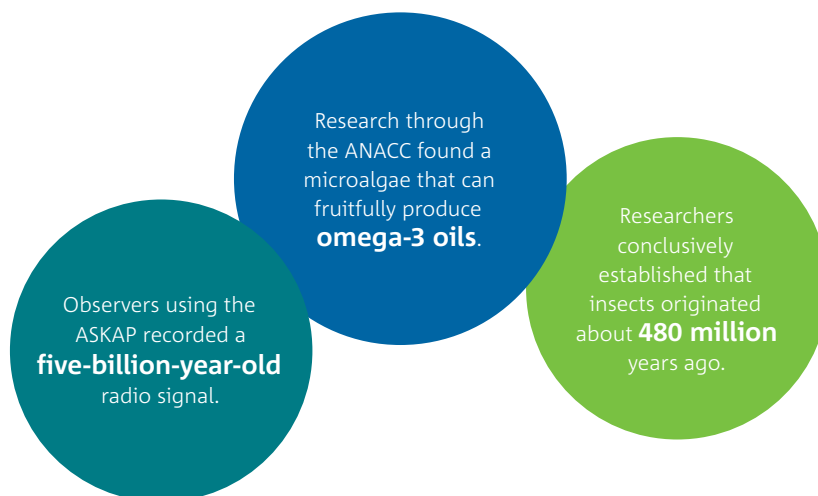 Research through
the ANACC found a
microalgae that can
fruitfully produce
omega-3 oils.
Researchers
conclusively
established that
insects originated
about 480 million
years ago.
Observers using the
ASKAP recorded a
five-billion-year-old
radio signal.